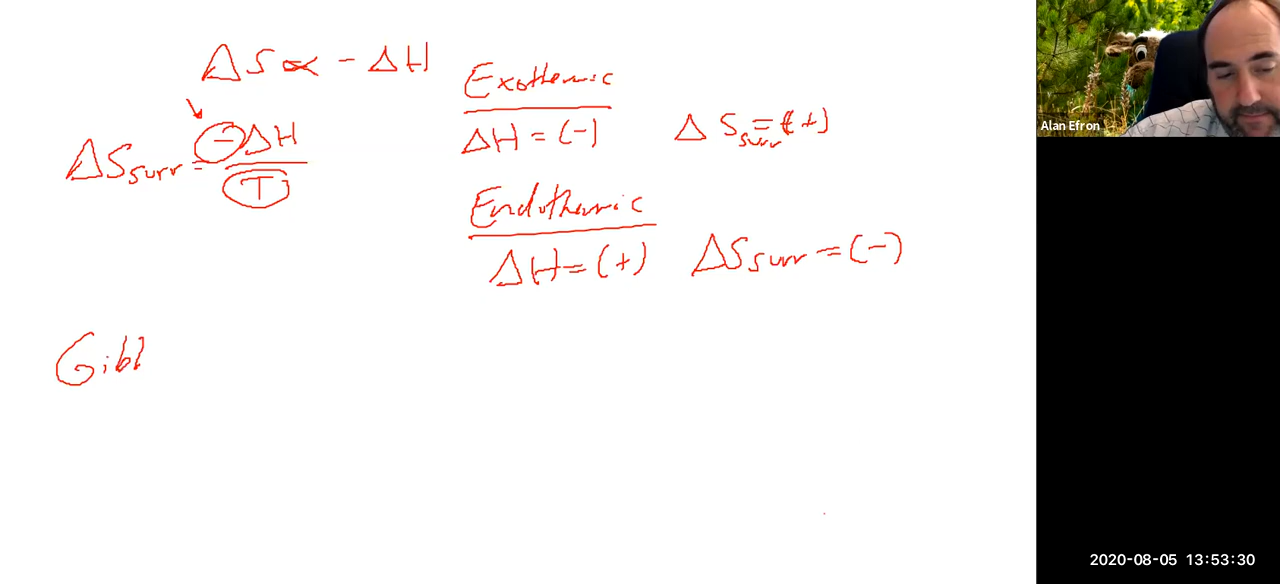 ΔS ∝ - ΔH
ΔSsurr = -ΔH / T
Exothermic
ΔH = (-) ΔSsurr = (+)
Endothermic
ΔH = (+) ΔSsurr = (-)
Gibb
Alan Efron
2020-08-05 13:53:30